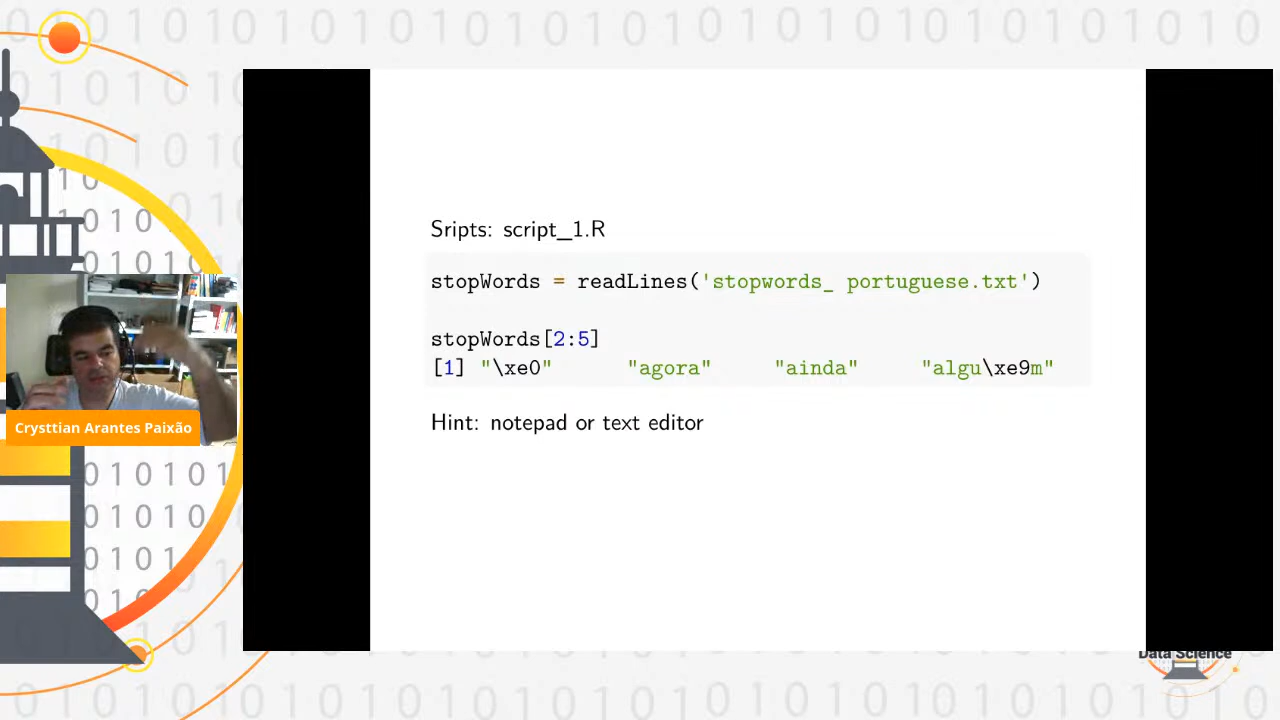 Sripts: script_1.R
stopWords = readLines('stopwords_ portuguese.txt')
stopWords[2:5]
[1] "\xe0" "agora" "ainda" "algu\xe9m"
Hint: notepad or text editor
Crysttian Arantes Paixão
Data Science